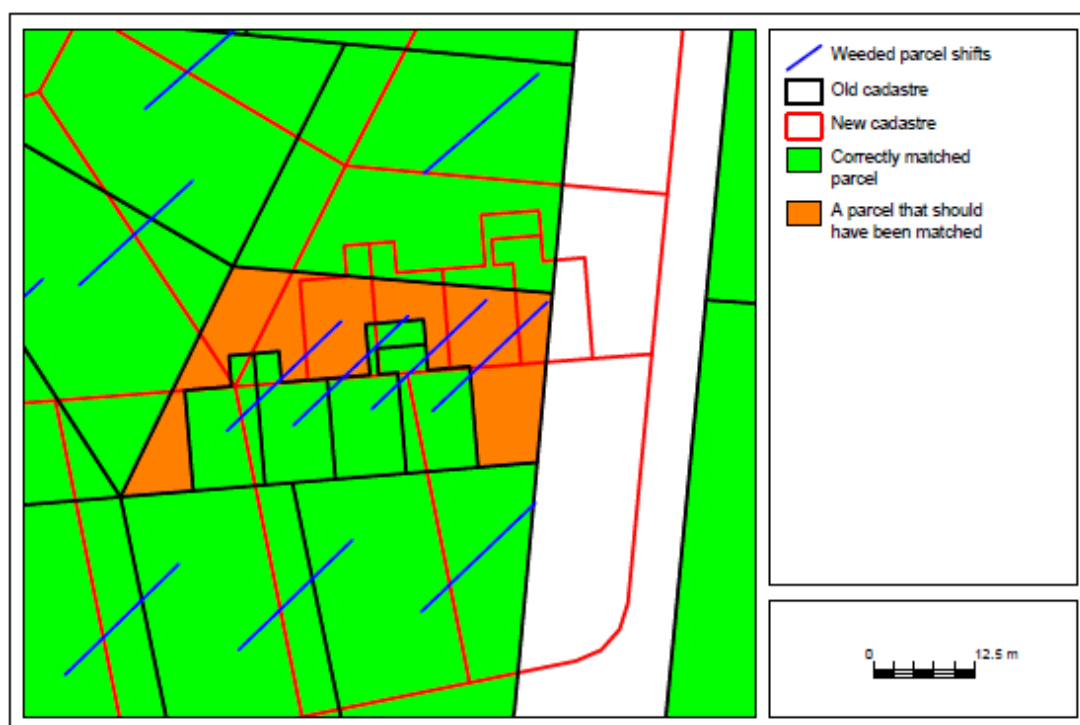 Weeded parcel shifts
Old cadastre
New cadastre
Correctly matched
parcel
A parcel that should
have been matched
0 12.5 m